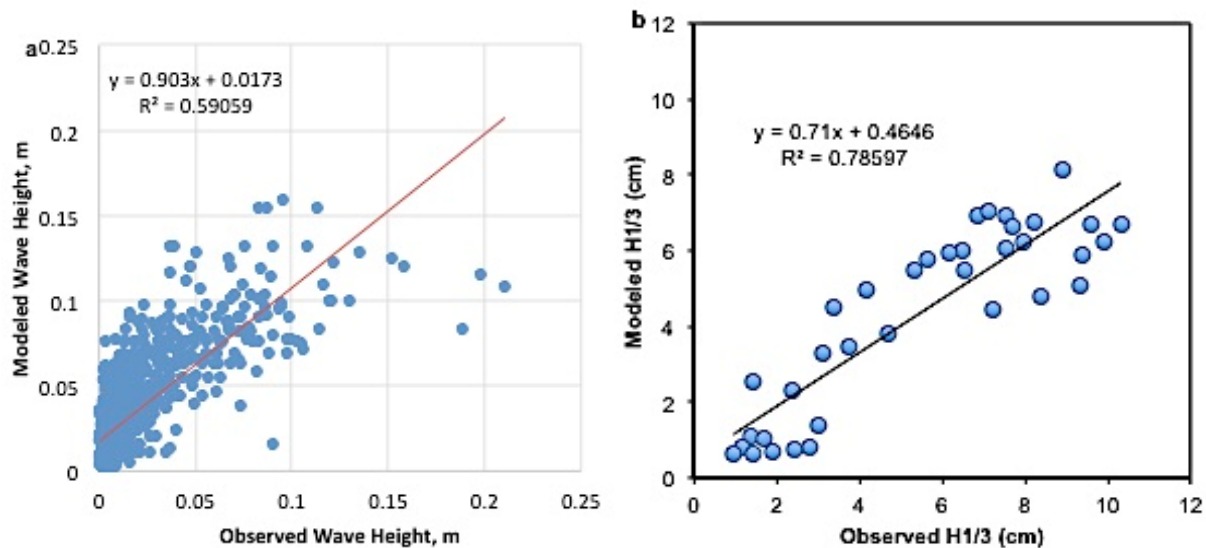 a
0.25
y = 0.903x + 0.0173
R² = 0.59059
0.2
0.15
0.1
0.05
0
Modeled Wave Height, m
0 0.05 0.1 0.15 0.2 0.25
Observed Wave Height, m
b
12
10
y = 0.71x + 0.4646
R² = 0.78597
8
6
4
2
0
Modeled H1/3 (cm)
0 2 4 6 8 10 12
Observed H1/3 (cm)